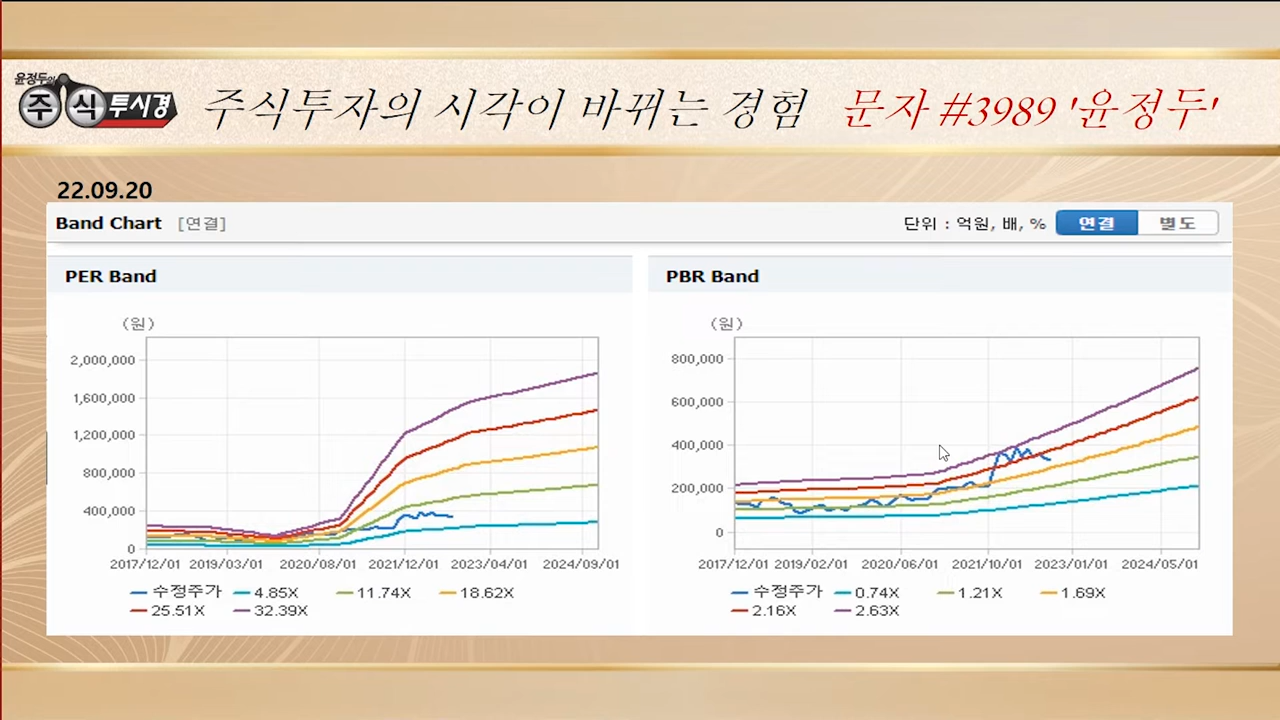 윤정두의
주식투시경
주식투자의 시각이 바뀌는 경험 문자 #3989 '윤정두'
22.09.20
Band Chart [연결]
단위 : 억원, 배, % 연결 별도
PER Band
(원)
2,000,000
1,600,000
1,200,000
800,000
400,000
0
2017/12/01 2019/03/01 2020/08/01 2021/12/01 2023/04/01 2024/09/01
수정주가 4.85X 11.74X 18.62X
25.51X 32.39X
PBR Band
(원)
800,000
600,000
400,000
200,000
0
2017/12/01 2019/02/01 2020/06/01 2021/10/01 2023/01/01 2024/05/01
수정주가 0.74X 1.21X 1.69X
2.16X 2.63X